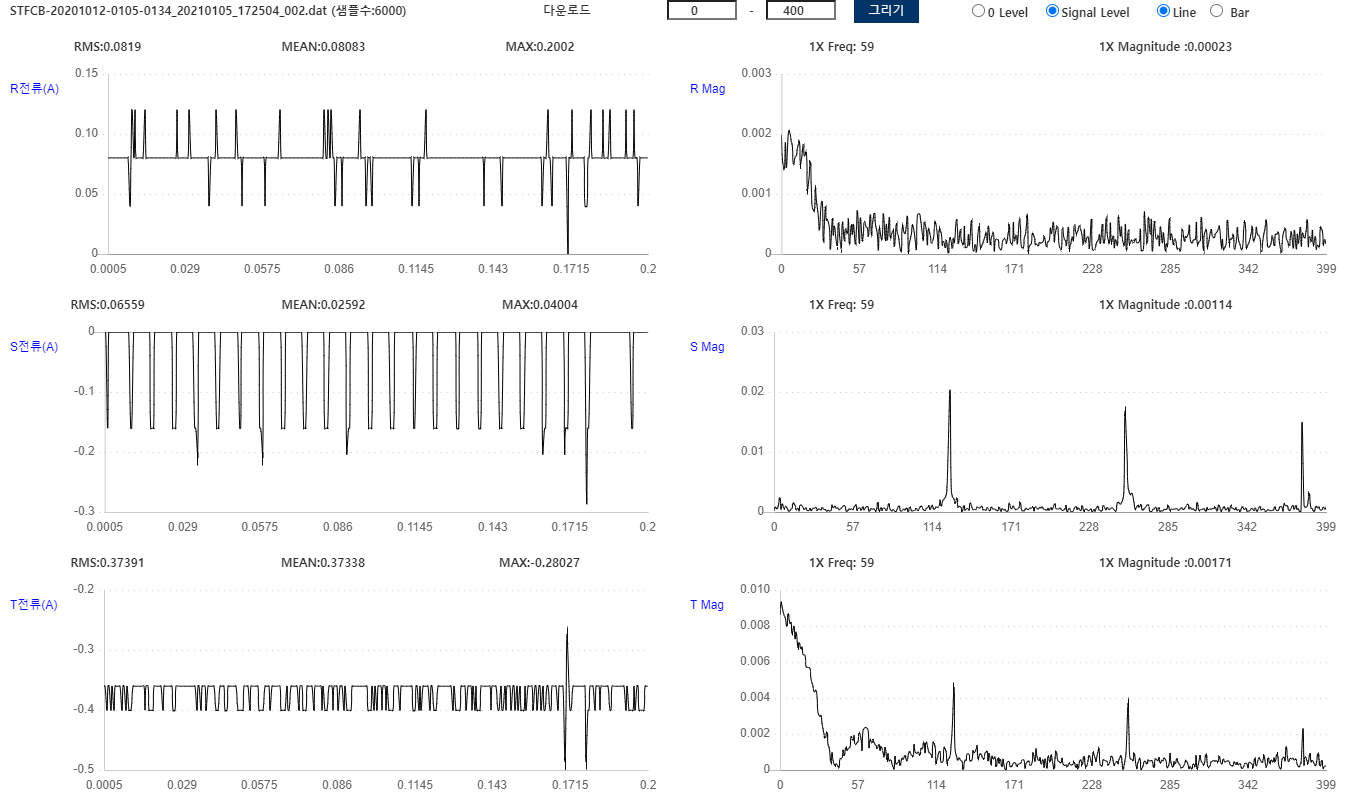 STFCB-20201012-0105-0134_20210105_172504_002.dat (샘플수:6000) 다운로드 0 - 400 그리기 0 Level Signal Level Line Bar
RMS:0.0819 MEAN:0.08083 MAX:0.2002 1X Freq: 59 1X Magnitude :0.00023
R전류(A)
0.15
0.10
0.05
0
0.0005 0.029 0.0575 0.086 0.1145 0.143 0.1715 0.2
R Mag
0.003
0.002
0.001
0
0 57 114 171 228 285 342 399
RMS:0.06559 MEAN:0.02592 MAX:0.04004 1X Freq: 59 1X Magnitude :0.00114
S전류(A)
0
-0.1
-0.2
-0.3
0.0005 0.029 0.0575 0.086 0.1145 0.143 0.1715 0.2
S Mag
0.03
0.02
0.01
0
0 57 114 171 228 285 342 399
RMS:0.37391 MEAN:0.37338 MAX:-0.28027 1X Freq: 59 1X Magnitude :0.00171
T전류(A)
-0.2
-0.3
-0.4
-0.5
0.0005 0.029 0.0575 0.086 0.1145 0.143 0.1715 0.2
T Mag
0.010
0.008
0.006
0.004
0.002
0
0 57 114 171 228 285 342 399